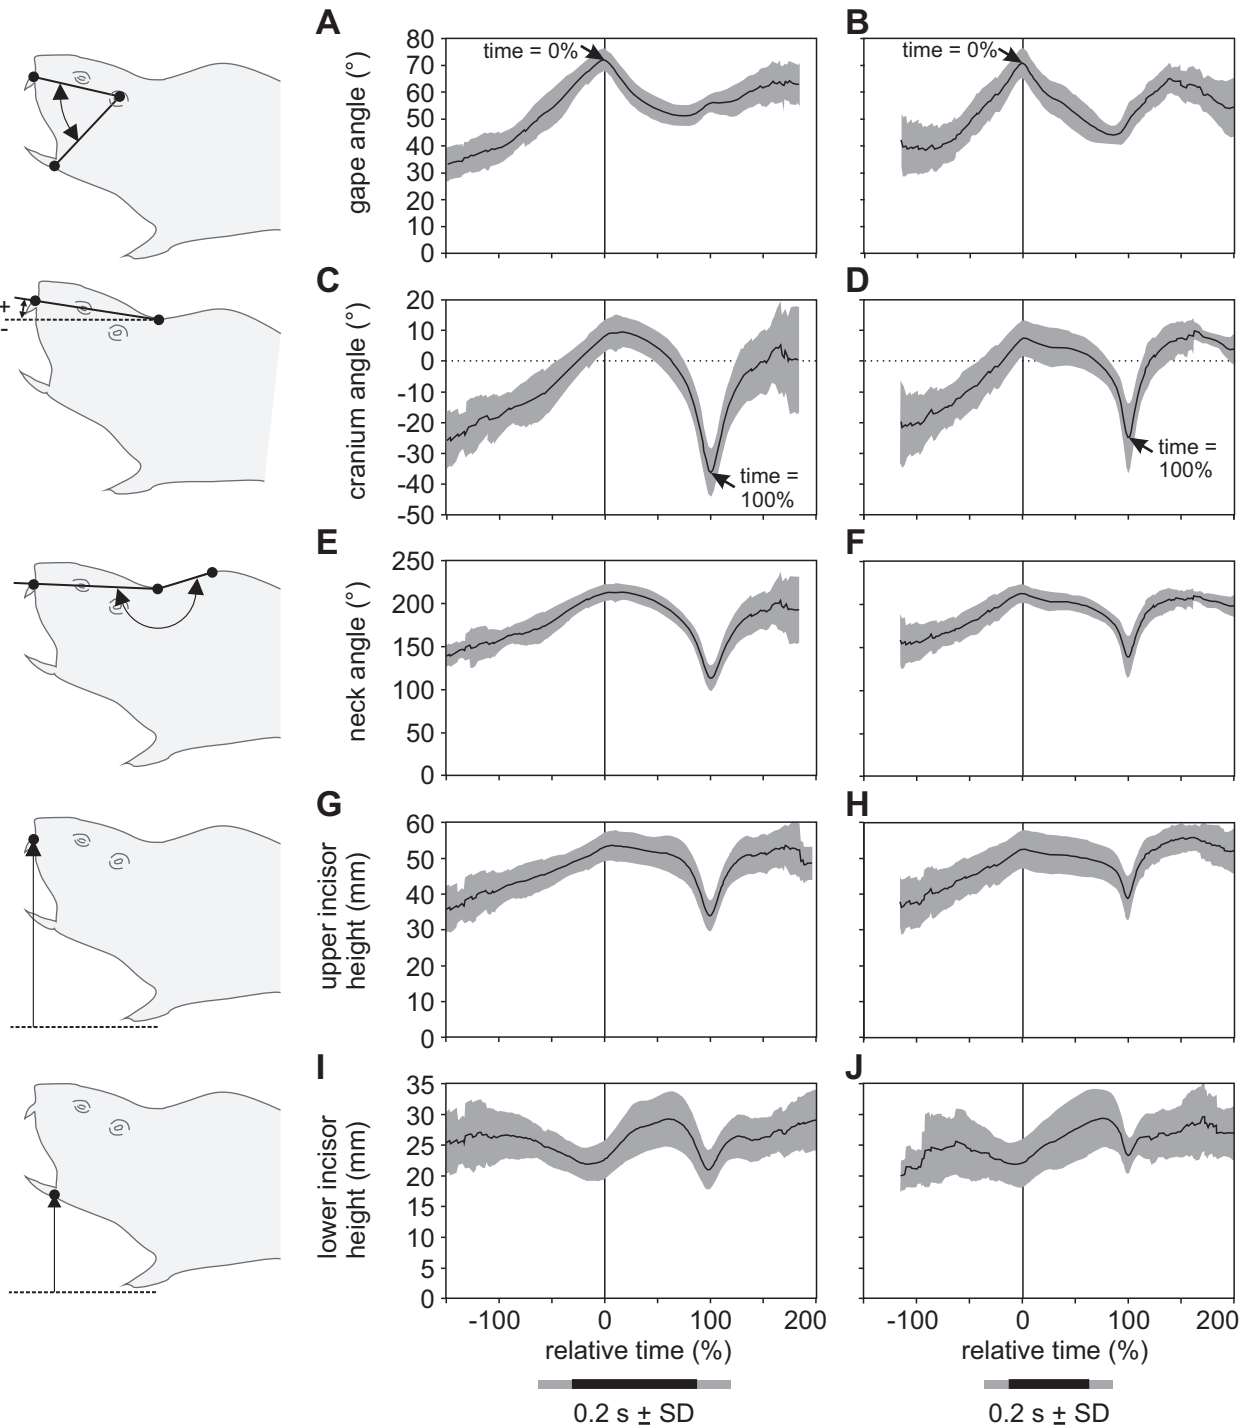 A
B
80
70
60
50
40
30
20
10
0
gape angle (°)
time = 0%
time = 0%
C
D
20
10
0
-10
-20
-30
-40
-50
cranium angle (°)
+
-
time =
100%
time =
100%
E
F
250
200
150
100
50
0
neck angle (°)
G
H
60
50
40
30
20
10
0
upper incisor
height (mm)
I
J
35
30
25
20
15
10
5
0
lower incisor
height (mm)
-100 0 100 200
-100 0 100 200
relative time (%)
relative time (%)
0.2 s ± SD
0.2 s ± SD